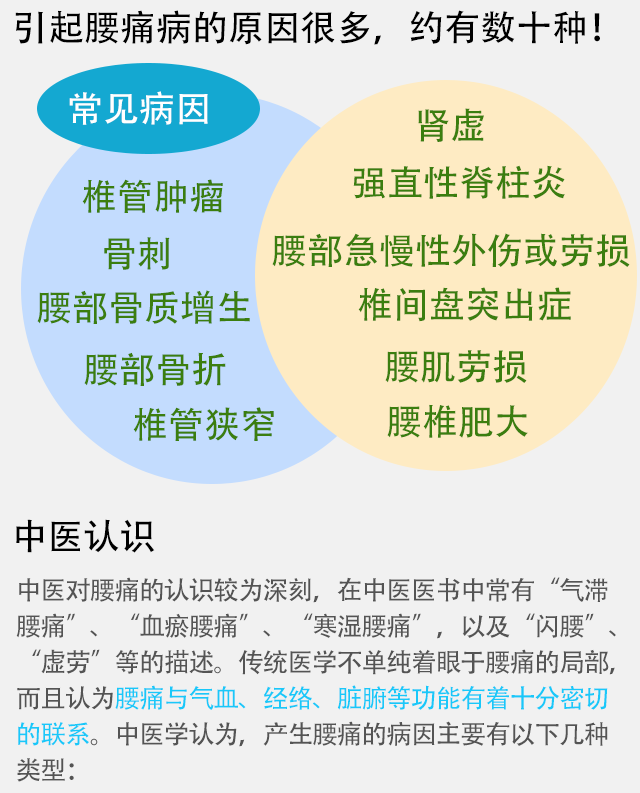 引起腰痛病的原因很多，约有数十种！
常见病因
椎管肿瘤
骨刺
腰部骨质增生
腰部骨折
椎管狭窄
肾虚
强直性脊柱炎
腰部急慢性外伤或劳损
椎间盘突出症
腰肌劳损
腰椎肥大
中医认识
中医对腰痛的认识较为深刻，在中医医书中常有“气滞
腰痛”、“血瘀腰痛”、“寒湿腰痛”，以及“闪腰”、
“虚劳”等的描述。传统医学不单纯着眼于腰痛的局部，
而且认为腰痛与气血、经络、脏腑等功能有着十分密切
的联系。中医学认为，产生腰痛的病因主要有以下几种
类型：